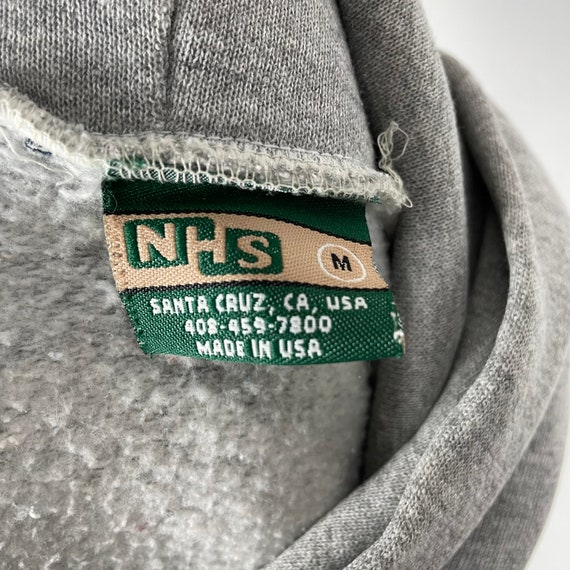 NHS M
SANTA CRUZ, CA, USA
408-459-7800
MADE IN USA